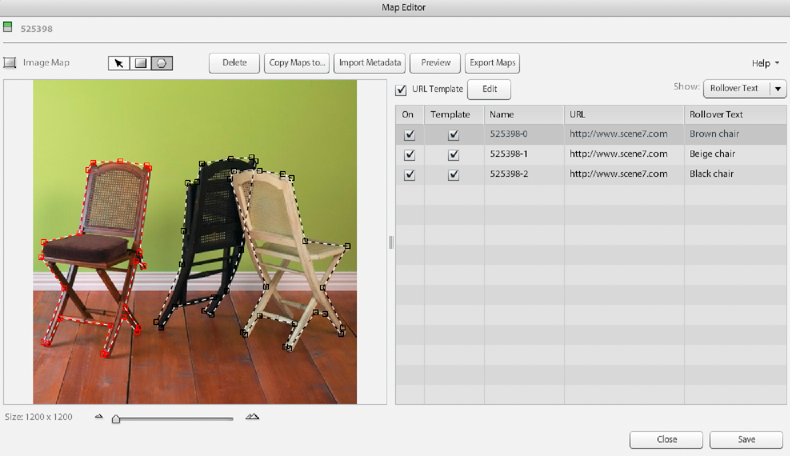 Map Editor
525398
Image Map
Delete
Copy Maps to...
Import Metadata
Preview
Export Maps
Help
URL Template
Edit
Show:
Rollover Text
On Template Name URL Rollover Text
525398-0 http://www.scene7.com Brown chair
525398-1 http://www.scene7.com Beige chair
525398-2 http://www.scene7.com Black chair
Size: 1200 x 1200
Close
Save